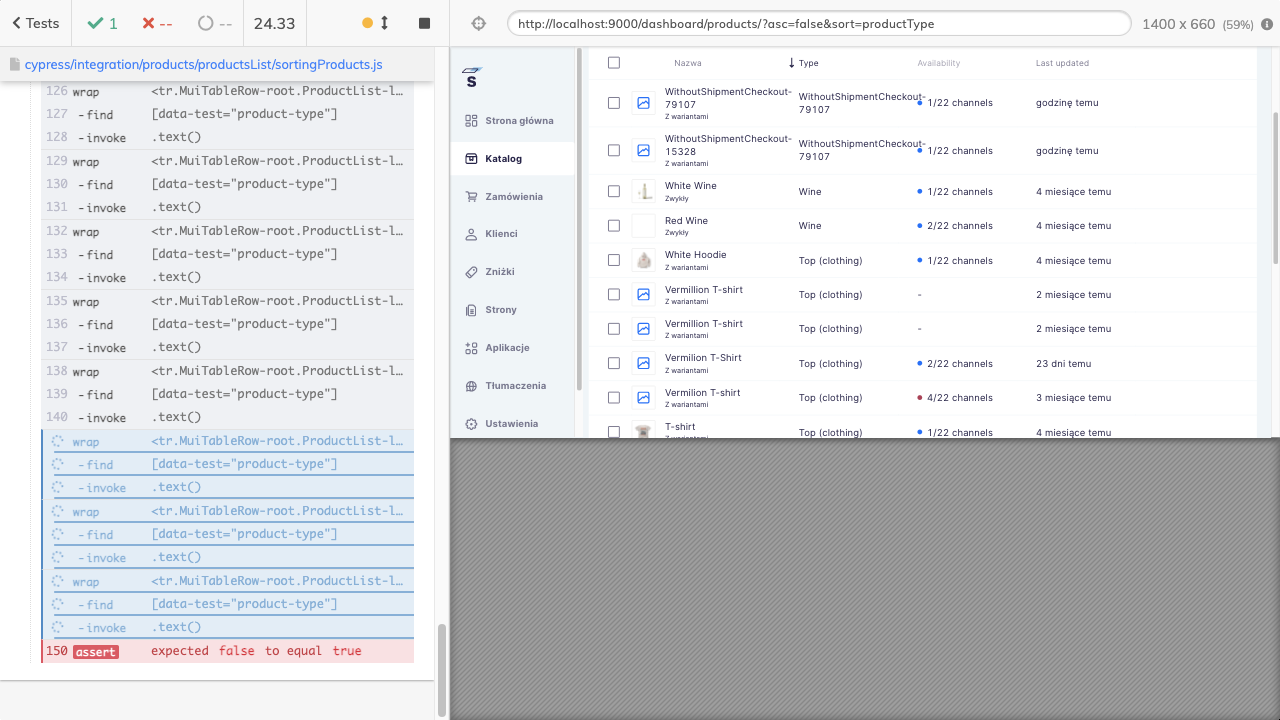 Tests
1
--
--
24.33
http://localhost:9000/dashboard/products/?asc=false&sort=productType
1400 x 660 (59%)
cypress/integration/products/productsList/sortingProducts.js
126 wrap <tr.MuiTableRow-root.ProductList-l…
127 -find [data-test="product-type"]
128 -invoke .text()
129 wrap <tr.MuiTableRow-root.ProductList-l…
130 -find [data-test="product-type"]
131 -invoke .text()
132 wrap <tr.MuiTableRow-root.ProductList-l…
133 -find [data-test="product-type"]
134 -invoke .text()
135 wrap <tr.MuiTableRow-root.ProductList-l…
136 -find [data-test="product-type"]
137 -invoke .text()
138 wrap <tr.MuiTableRow-root.ProductList-l…
139 -find [data-test="product-type"]
140 -invoke .text()
wrap <tr.MuiTableRow-root.ProductList-l…
-find [data-test="product-type"]
-invoke .text()
wrap <tr.MuiTableRow-root.ProductList-l…
-find [data-test="product-type"]
-invoke .text()
wrap <tr.MuiTableRow-root.ProductList-l…
-find [data-test="product-type"]
-invoke .text()
150 assert expected false to equal true
S
Strona główna
Katalog
Zamówienia
Klienci
Zniżki
Strony
Aplikacje
Tłumaczenia
Ustawienia
Nazwa Type Availability Last updated
WithoutShipmentCheckout-
79107
Z wariantami
WithoutShipmentCheckout-
79107
1/22 channels
godzinę temu
WithoutShipmentCheckout-
15328
Z wariantami
WithoutShipmentCheckout-
79107
1/22 channels
godzinę temu
White Wine
Zwykły
Wine
1/22 channels
4 miesiące temu
Red Wine
Zwykły
Wine
2/22 channels
4 miesiące temu
White Hoodie
Z wariantami
Top (clothing)
1/22 channels
4 miesiące temu
Vermillion T-shirt
Z wariantami
Top (clothing)
-
2 miesiące temu
Vermillion T-shirt
Z wariantami
Top (clothing)
-
2 miesiące temu
Vermilion T-Shirt
Z wariantami
Top (clothing)
2/22 channels
23 dni temu
Vermilion T-shirt
Z wariantami
Top (clothing)
4/22 channels
3 miesiące temu
T-shirt
Z wariantami
Top (clothing)
1/22 channels
4 miesiące temu